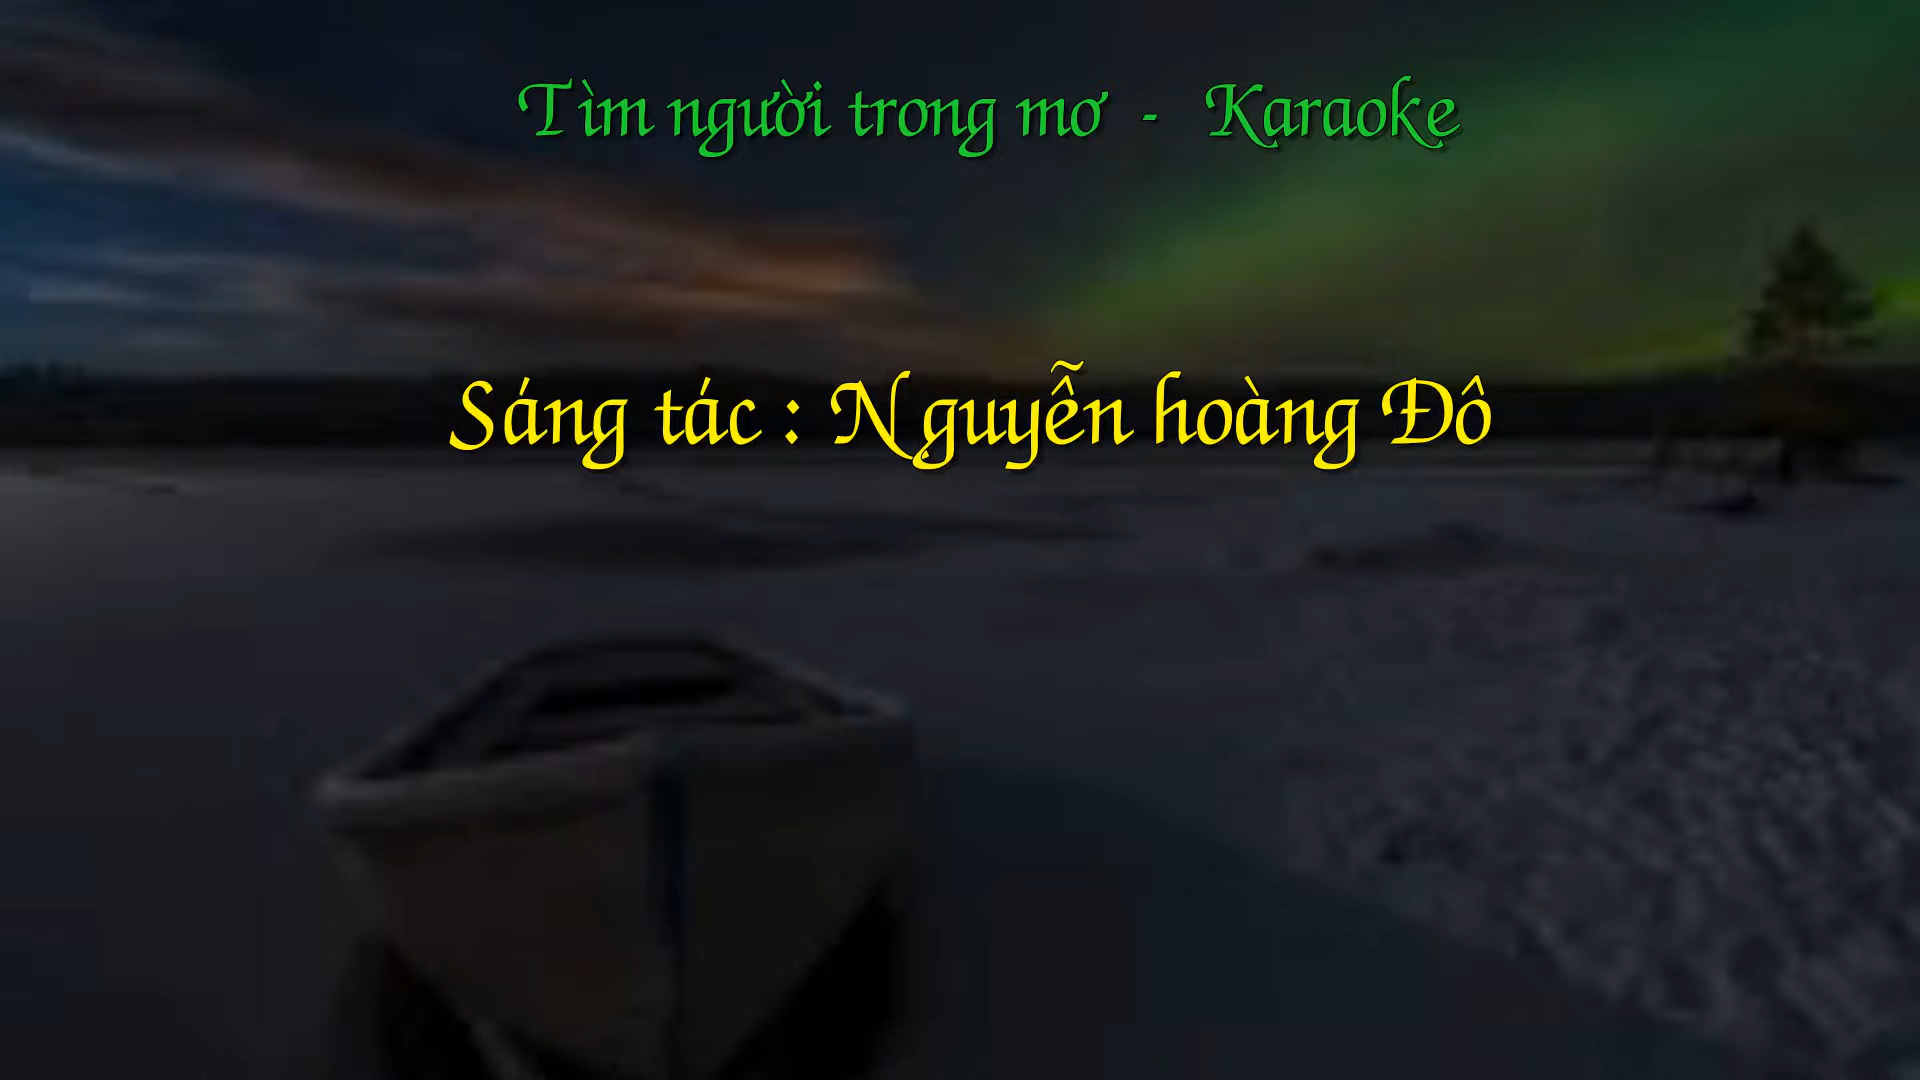 Tìm người trong mơ - Karaoke
Sáng tác : Nguyễn hoàng Đô